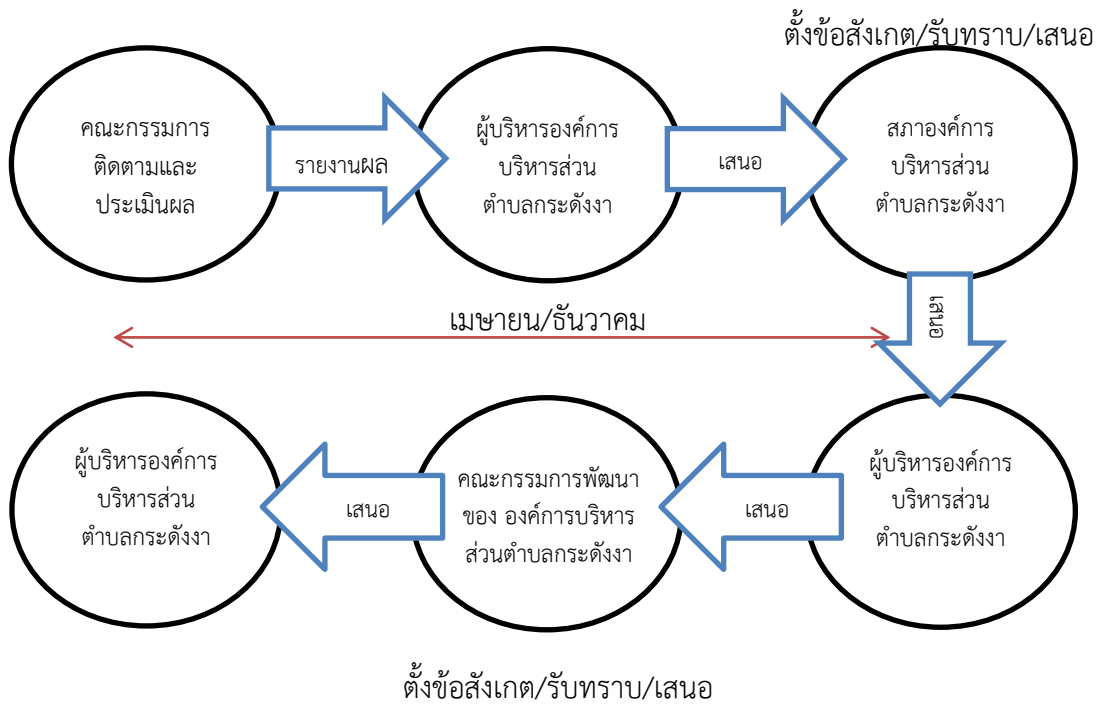 ตั้งข้อสังเกต/รับทราบ/เสนอ
คณะกรรมการ
ติดตามและ
ประเมินผล
รายงานผล
ผู้บริหารองค์การ
บริหารส่วน
ตำบลกระดังงา
เสนอ
สภาองค์การ
บริหารส่วน
ตำบลกระดังงา
เสนอ
เมษายน/ธันวาคม
ผู้บริหารองค์การ
บริหารส่วน
ตำบลกระดังงา
เสนอ
คณะกรรมการพัฒนา
ของ องค์การบริหาร
ส่วนตำบลกระดังงา
เสนอ
ผู้บริหารองค์การ
บริหารส่วน
ตำบลกระดังงา
ตั้งข้อสังเกต/รับทราบ/เสนอ